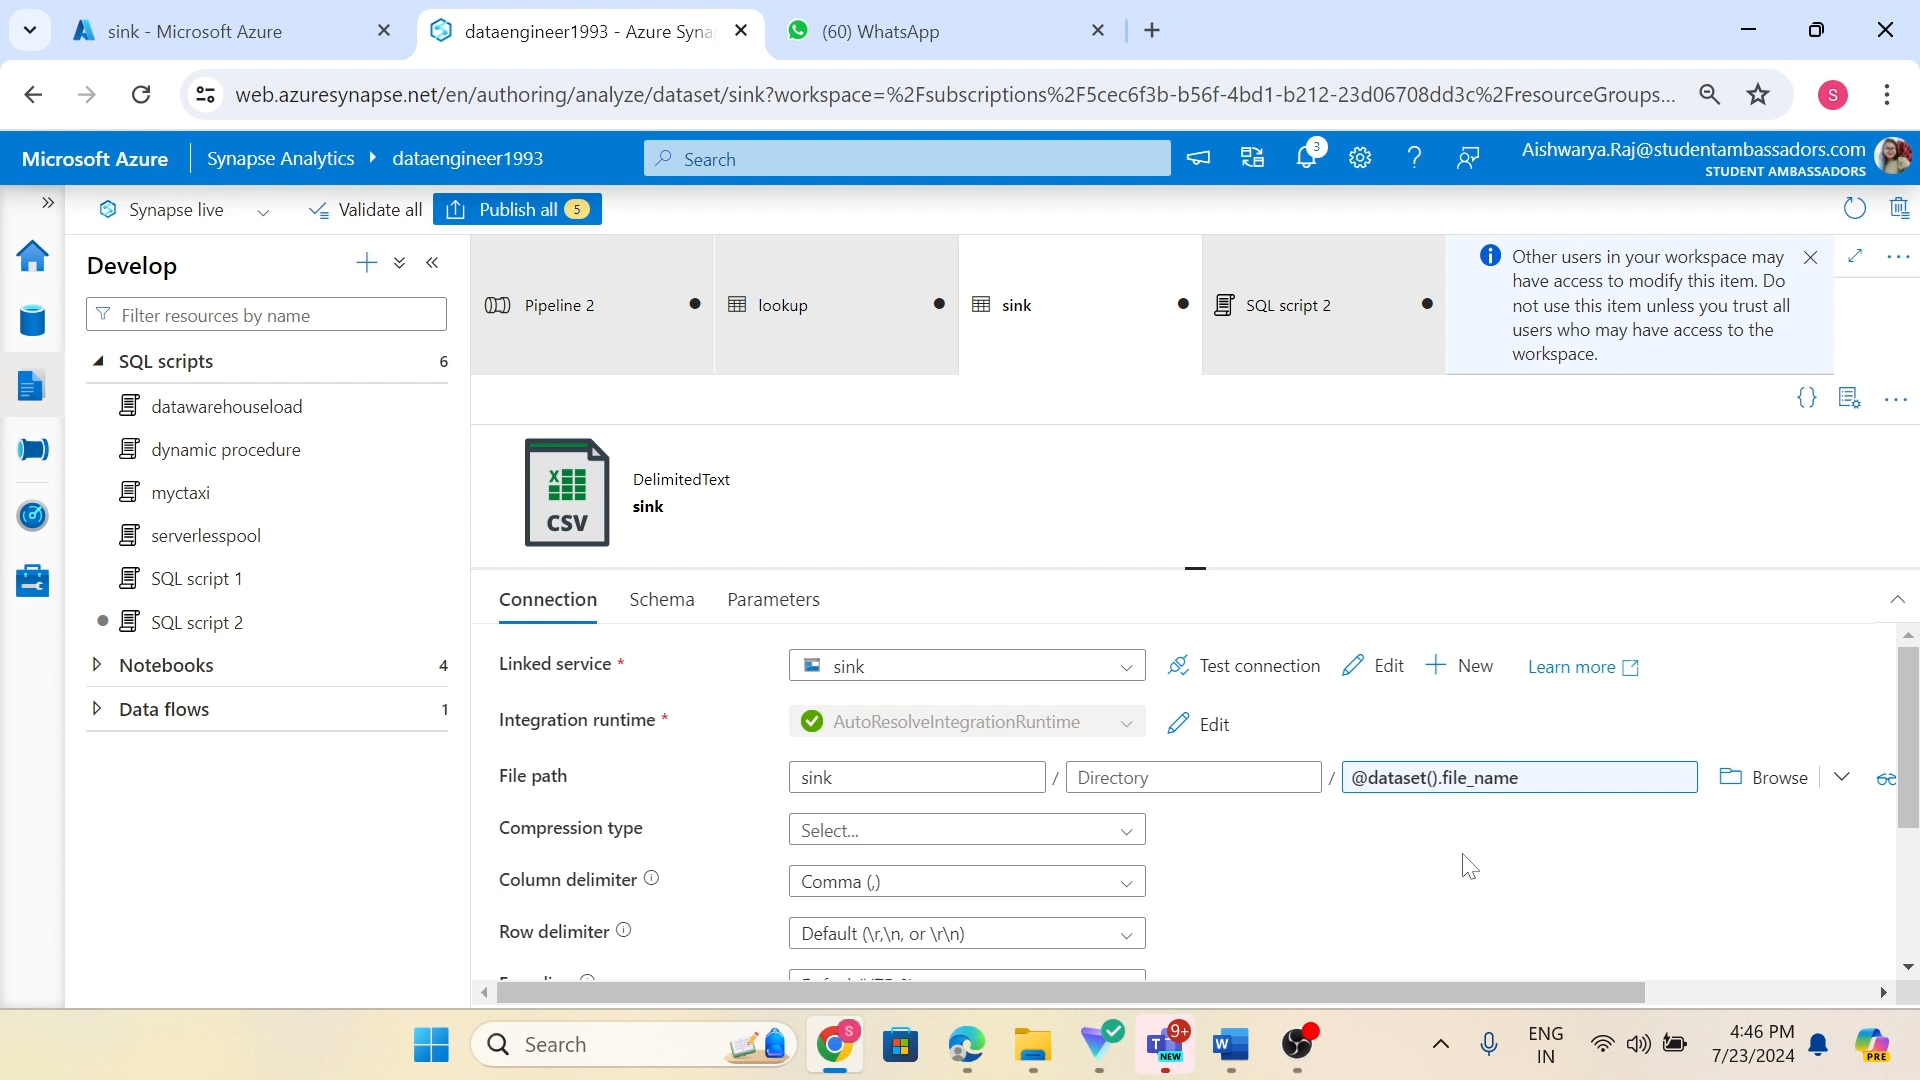 sink - Microsoft Azure
dataengineer1993 - Azure Syna
(60) WhatsApp
web.azuresynapse.net/en/authoring/analyze/dataset/sink?workspace=%2Fsubscriptions%2F5cec6f3b-b56f-4bd1-b212-23d06708dd3c%2FresourceGroups...
S
Microsoft Azure
Synapse Analytics
dataengineer1993
Search
3
Aishwarya.Raj@studentambassadors.com
STUDENT AMBASSADORS
Synapse live
Validate all
Publish all
5
Develop
Filter resources by name
SQL scripts
6
datawarehouseload
dynamic procedure
myctaxi
serverlesspool
SQL script 1
SQL script 2
Notebooks
4
Data flows
1
Pipeline 2
lookup
sink
SQL script 2
Other users in your workspace may
have access to modify this item. Do
not use this item unless you trust all
users who may have access to the
workspace.
CSV
DelimitedText
sink
Connection
Schema
Parameters
Linked service *
sink
Test connection
Edit
New
Learn more
Integration runtime *
AutoResolveIntegrationRuntime
Edit
File path
sink
/
Directory
/
@dataset().file_name
Browse
Compression type
Select...
Column delimiter
Comma (,)
Row delimiter
Default (\r,\n, or \r\n)
Search
S
9+
NEW
ENG
IN
4:46 PM
7/23/2024
PRE